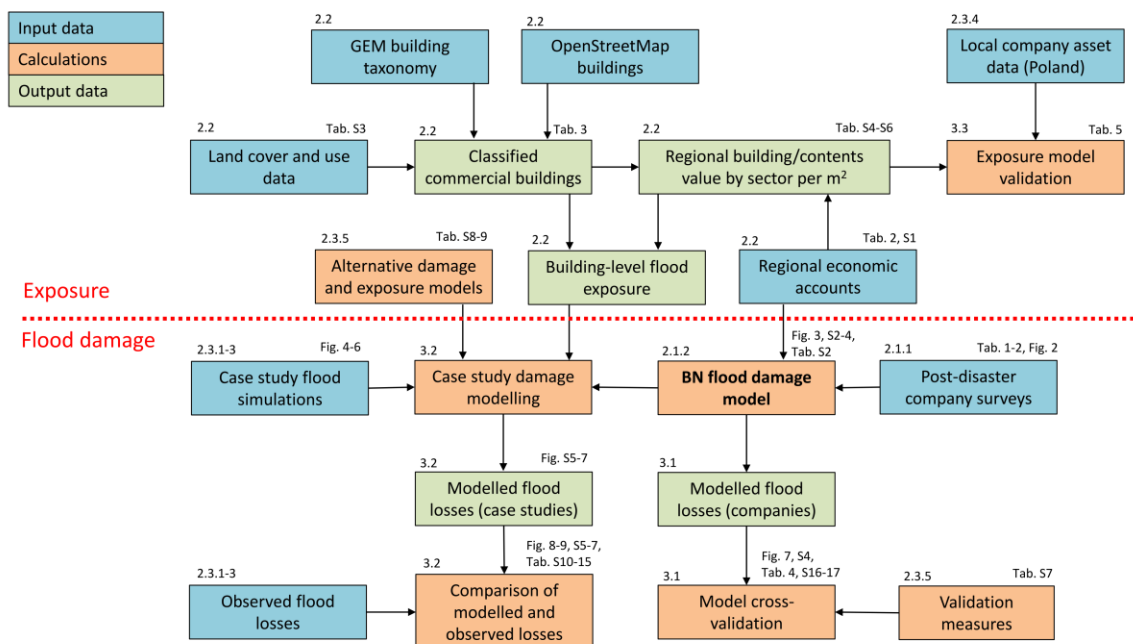 Input data
Calculations
Output data
2.2
GEM building
taxonomy
2.2
OpenStreetMap
buildings
2.3.4
Local company asset
data (Poland)
2.2
Tab. S3
Land cover and use
data
2.2
Tab. 3
Classified
commercial buildings
2.2
Tab. S4-S6
Regional building/contents
value by sector per m²
3.3
Tab. 5
Exposure model
validation
2.3.5
Tab. S8-9
Alternative damage
and exposure models
2.2
Building-level flood
exposure
2.2
Tab. 2, S1
Regional economic
accounts
Exposure
Flood damage
2.3.1-3
Fig. 4-6
Case study flood
simulations
3.2
Case study damage
modelling
2.1.2
Fig. 3, S2-4,
Tab. S2
BN flood damage
model
2.1.1
Tab. 1-2, Fig. 2
Post-disaster
company surveys
3.2
Fig. S5-7
Modelled flood
losses (case studies)
3.1
Modelled flood
losses (companies)
2.3.1-3
Observed flood
losses
3.2
Fig. 8-9, S5-7,
Tab. S10-15
Comparison of
modelled and
observed losses
3.1
Fig. 7, S4,
Tab. 4, S16-17
Model cross-
validation
2.3.5
Tab. S7
Validation
measures